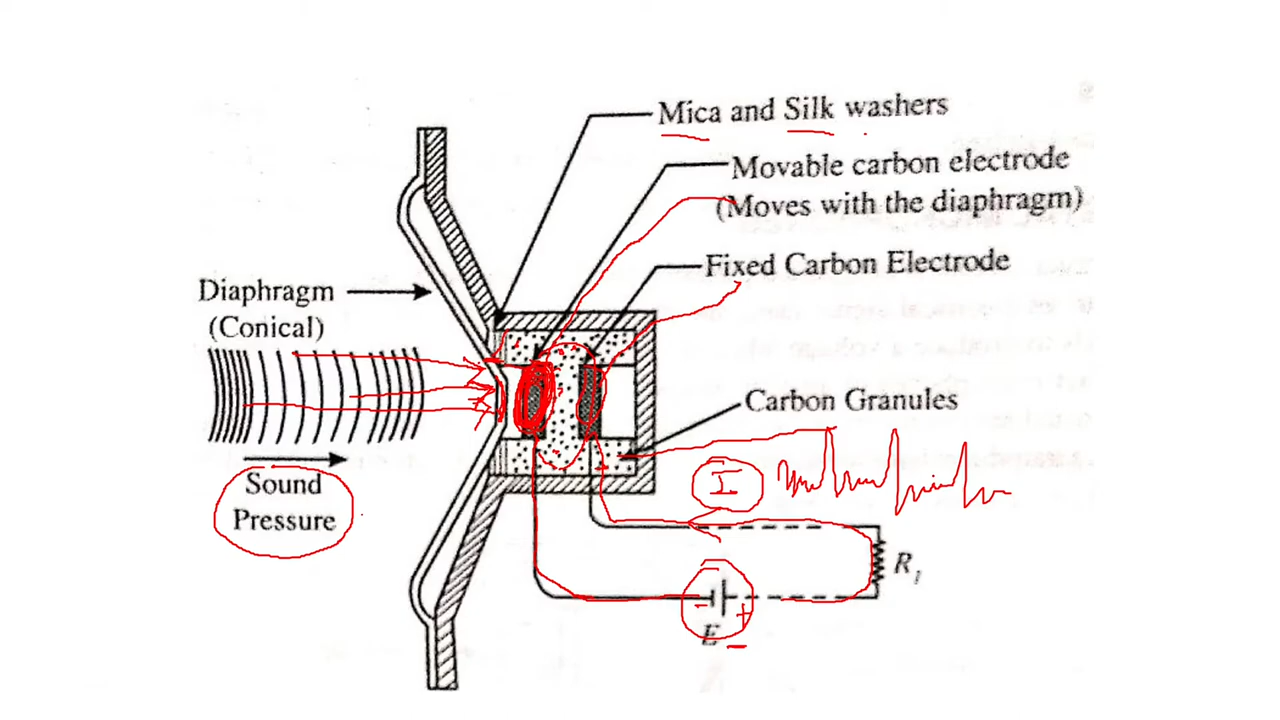 Mica and Silk washers
Movable carbon electrode
(Moves with the diaphragm)
Fixed Carbon Electrode
Diaphragm
(Conical)
Carbon Granules
Sound
Pressure
I
R₁
- +
E